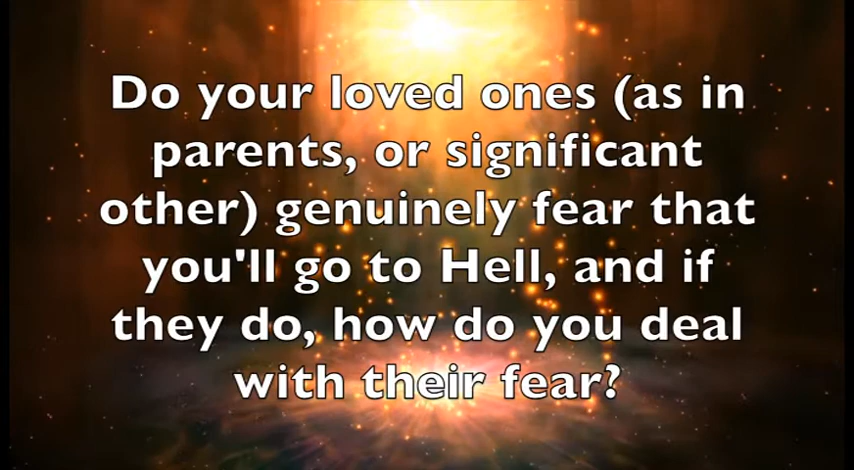 Do your loved ones (as in
parents, or significant
other) genuinely fear that
you'll go to Hell, and if
they do, how do you deal
with their fear?